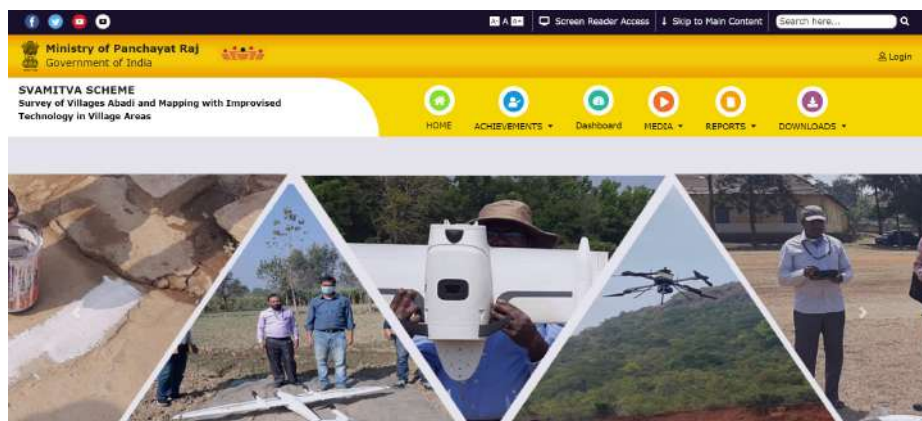 A- A A+ Screen Reader Access Skip to Main Content Search here...
Ministry of Panchayat Raj
Government of India
Login
SVAMITVA SCHEME
Survey of Villages Abadi and Mapping with Improvised
Technology in Village Areas
HOME ACHIEVEMENTS Dashboard MEDIA REPORTS DOWNLOADS